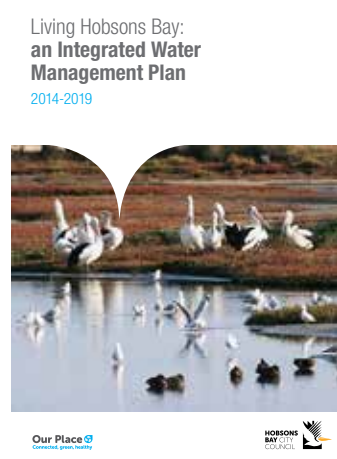 Living Hobsons Bay:
an Integrated Water
Management Plan
2014-2019
Our Place
Connected, green, healthy
HOBSONS
BAY CITY
COUNCIL